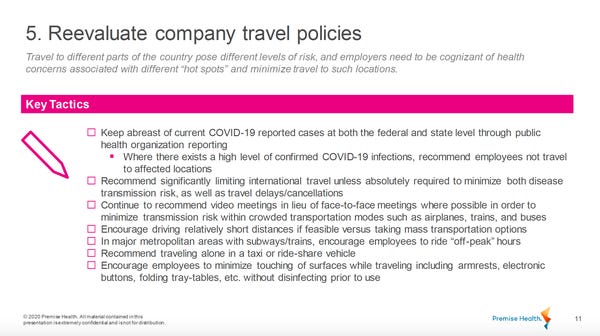 5. Reevaluate company travel policies
Travel to different parts of the country pose different levels of risk, and employers need to be cognizant of health
concerns associated with different “hot spots” and minimize travel to such locations.
Key Tactics
Keep abreast of current COVID-19 reported cases at both the federal and state level through public
health organization reporting
Where there exists a high level of confirmed COVID-19 infections, recommend employees not travel
to affected locations
Recommend significantly limiting international travel unless absolutely required to minimize both disease
transmission risk, as well as travel delays/cancellations
Continue to recommend video meetings in lieu of face-to-face meetings where possible in order to
minimize transmission risk within crowded transportation modes such as airplanes, trains, and buses
Encourage driving relatively short distances if feasible versus taking mass transportation options
In major metropolitan areas with subways/trains, encourage employees to ride “off-peak” hours
Recommend traveling alone in a taxi or ride-share vehicle
Encourage employees to minimize touching of surfaces while traveling including armrests, electronic
buttons, folding tray-tables, etc. without disinfecting prior to use
© 2020 Premise Health. All material contained in this
presentation is extremely confidential and is not for distribution.
Premise Health.
11